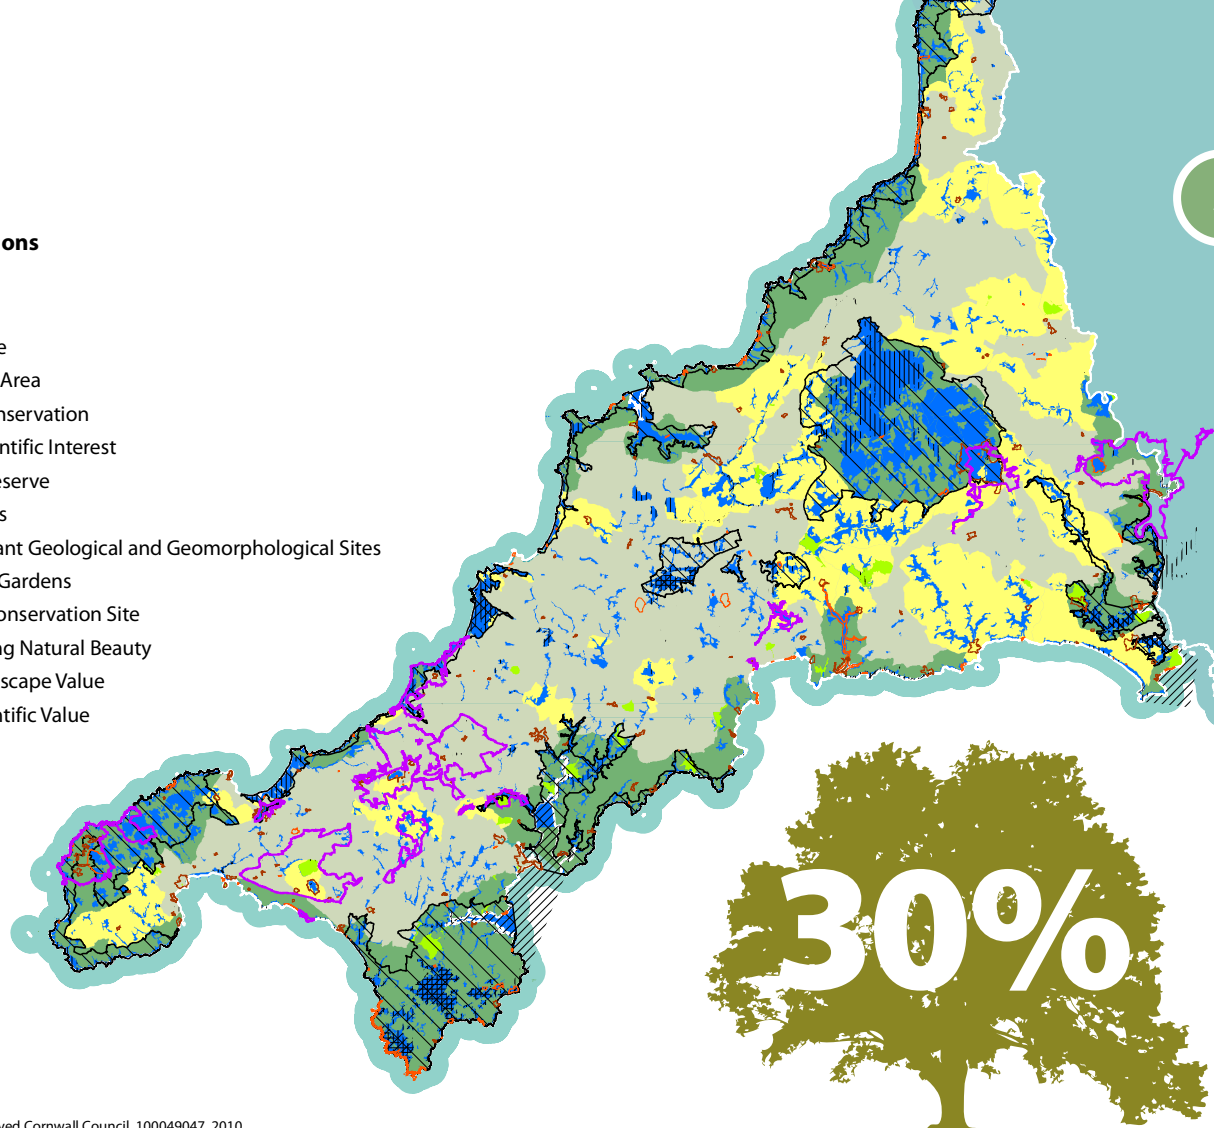 ons
e
Area
nservation
ntific Interest
eserve
s
ant Geological and Geomorphological Sites
Gardens
onservation Site
ng Natural Beauty
scape Value
ntific Value
30%
ved Cornwall Council, 100049047, 2010